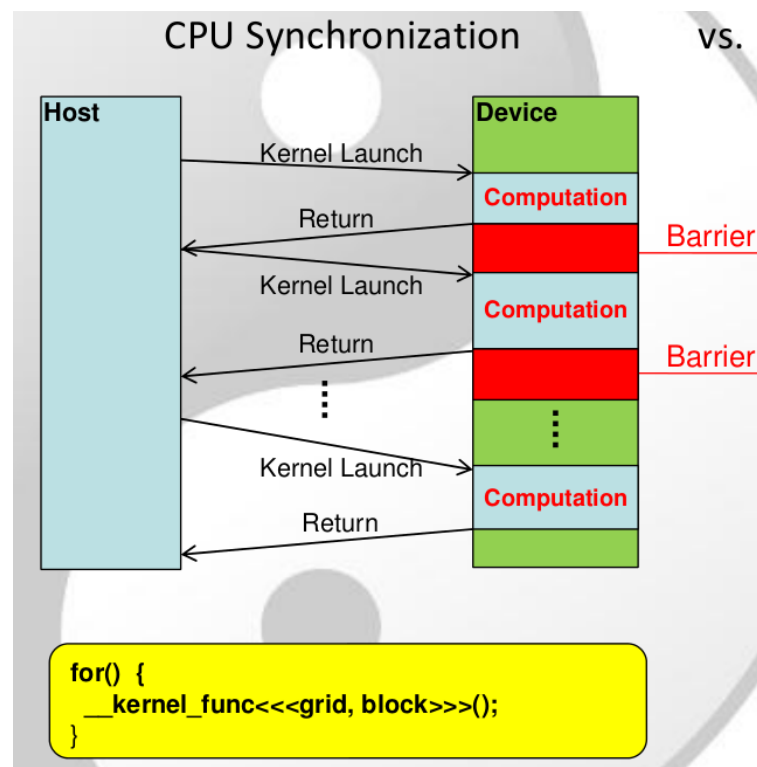 CPU Synchronization vs.
Host
Device
Kernel Launch
Computation
Return
Barrier
Kernel Launch
Computation
Return
Barrier
Kernel Launch
Computation
Return
for() {
__kernel_func<<<grid, block>>>();
}